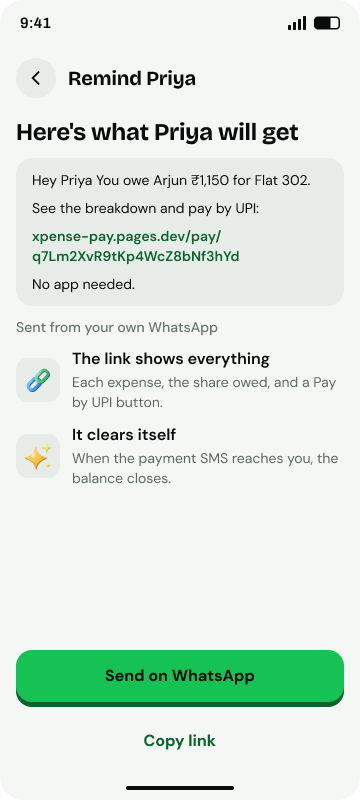 9:41
Remind Priya
Here's what Priya will get
Hey Priya You owe Arjun ₹1,150 for Flat 302.
See the breakdown and pay by UPI:
xpense-pay.pages.dev/pay/
q7Lm2XvR9tKp4WcZ8bNf3hYd
No app needed.
Sent from your own WhatsApp
The link shows everything
Each expense, the share owed, and a Pay
by UPI button.
It clears itself
When the payment SMS reaches you, the
balance closes.
Send on WhatsApp
Copy link